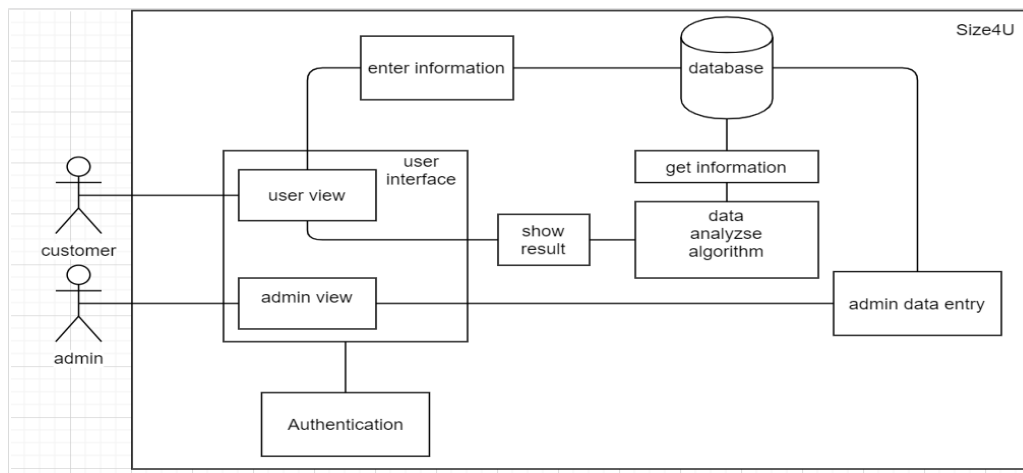 Size4U
enter information
database
user
interface
get information
user view
customer
show
result
data
analyzse
algorithm
admin view
admin data entry
admin
Authentication